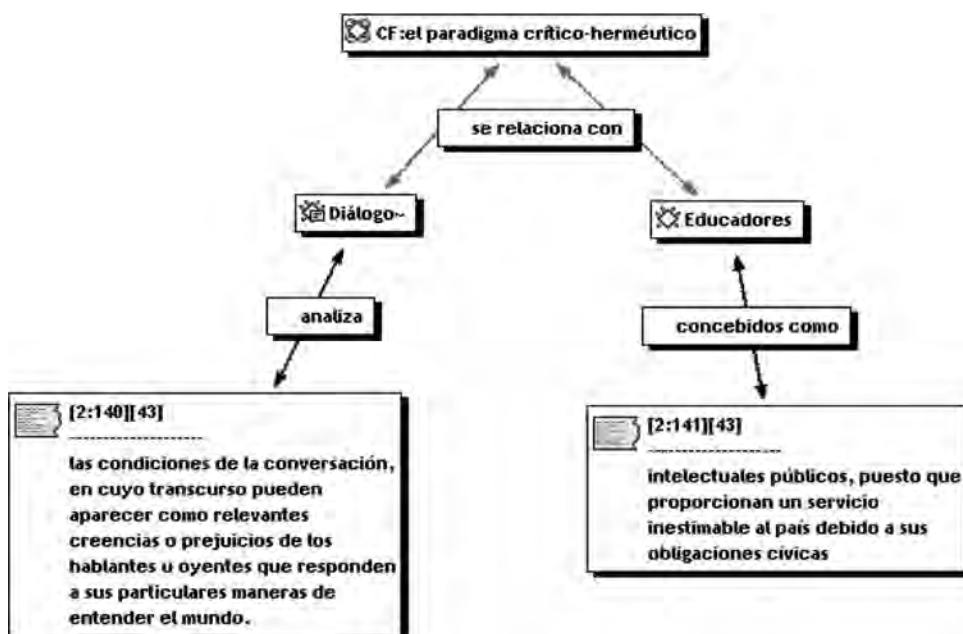 CF:el paradigma crítico-herméutico
se relaciona con
Diálogo~
Educadores
analiza
concebidos como
[2:140][43]
--------------------
las condiciones de la conversación,
en cuyo transcurso pueden
aparecer como relevantes
creencias o prejuicios de los
hablantes u oyentes que responden
a sus particulares maneras de
entender el mundo.
[2:141][43]
--------------------
intelectuales públicos, puesto que
proporcionan un servicio
inestimable al país debido a sus
obligaciones cívicas